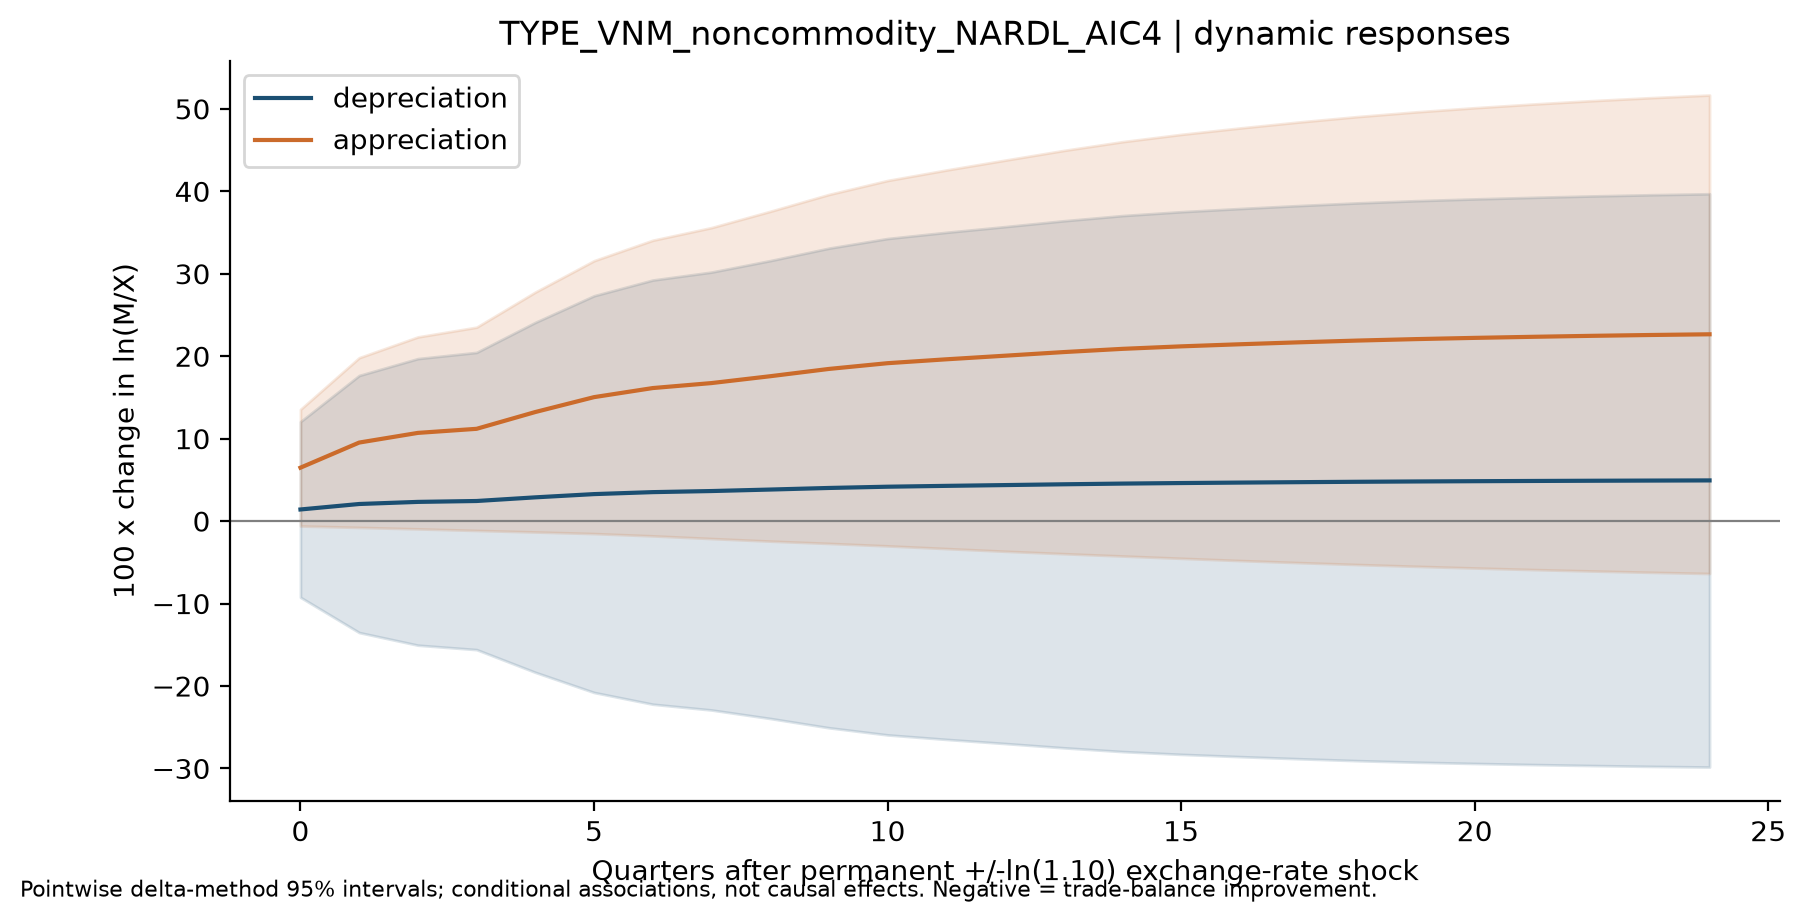 TYPE_VNM_noncommodity_NARDL_AIC4 | dynamic responses
depreciation
appreciation
100 x change in ln(M/X)
50
40
30
20
10
0
−10
−20
−30
0 5 10 15 20 25
Quarters after permanent +/-ln(1.10) exchange-rate shock
Pointwise delta-method 95% intervals; conditional associations, not causal effects. Negative = trade-balance improvement.